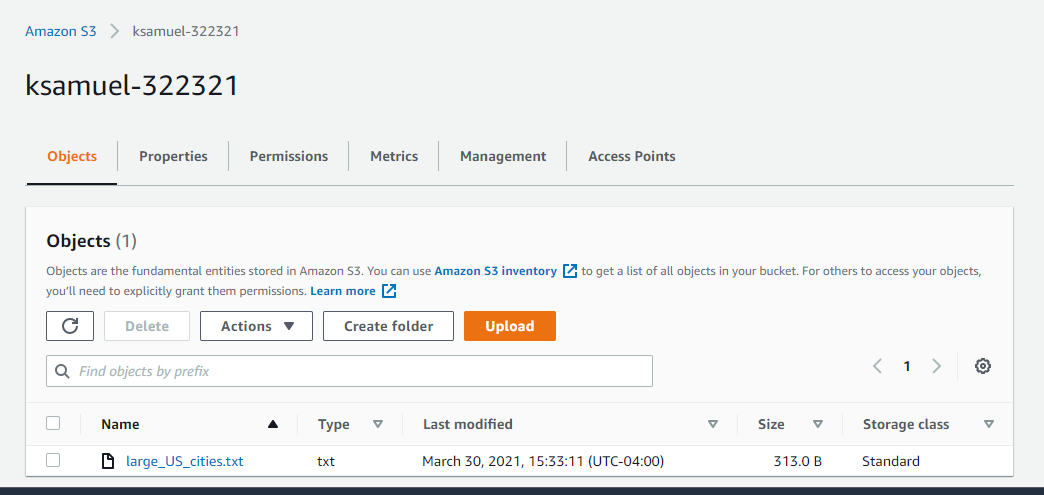 Amazon S3 > ksamuel-322321
ksamuel-322321
Objects Properties Permissions Metrics Management Access Points
Objects (1)
Objects are the fundamental entities stored in Amazon S3. You can use Amazon S3 inventory to get a list of all objects in your bucket. For others to access your objects,
you'll need to explicitly grant them permissions. Learn more
Delete Actions Create folder Upload
Find objects by prefix 1
Name Type Last modified Size Storage class
large_US_cities.txt txt March 30, 2021, 15:33:11 (UTC-04:00) 313.0 B Standard